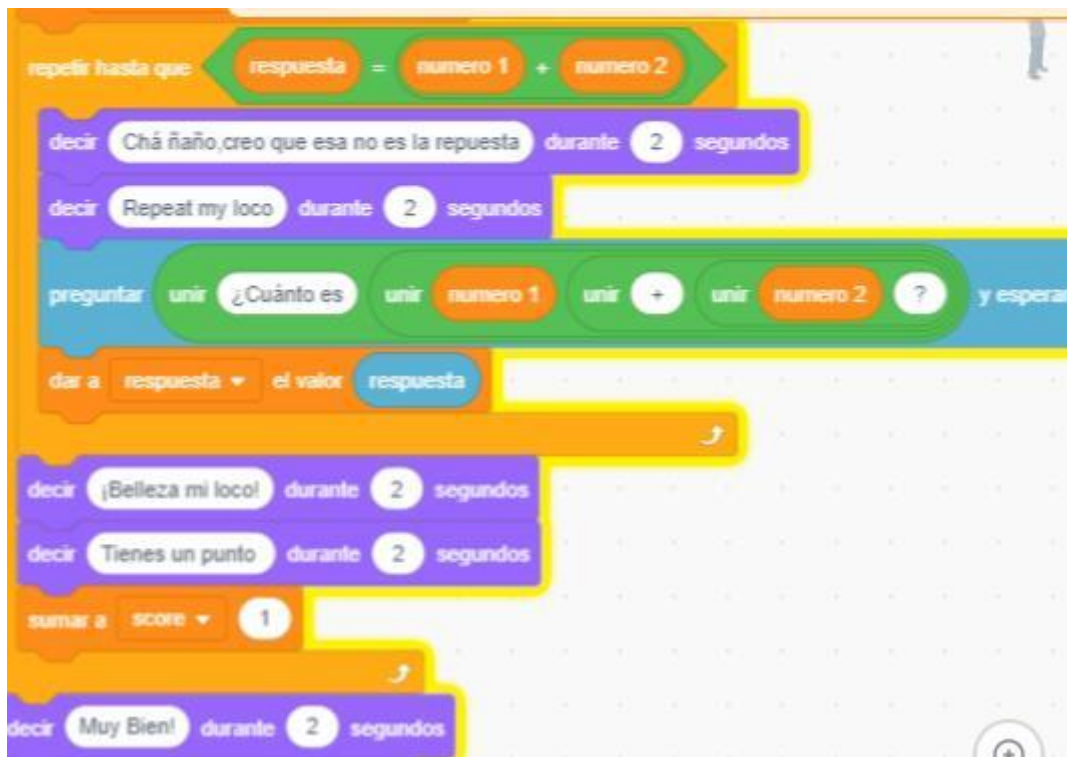 repetir hasta que respuesta = numero 1 + numero 2
decir Chá ñaño,creo que esa no es la repuesta durante 2 segundos
decir Repeat my loco durante 2 segundos
preguntar unir ¿Cuánto es unir numero 1 unir + unir numero 2 ? y esperar
dar a respuesta el valor respuesta
decir ¡Belleza mi loco! durante 2 segundos
decir Tienes un punto durante 2 segundos
sumar a score 1
decir Muy Bien! durante 2 segundos